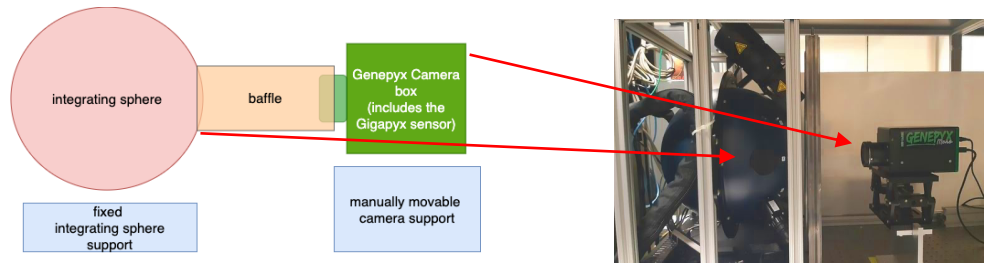 integrating sphere
baffle
Genepyx Camera
box
(includes the
Gigapyx sensor)
fixed
integrating sphere
support
manually movable
camera support
GENEPYX